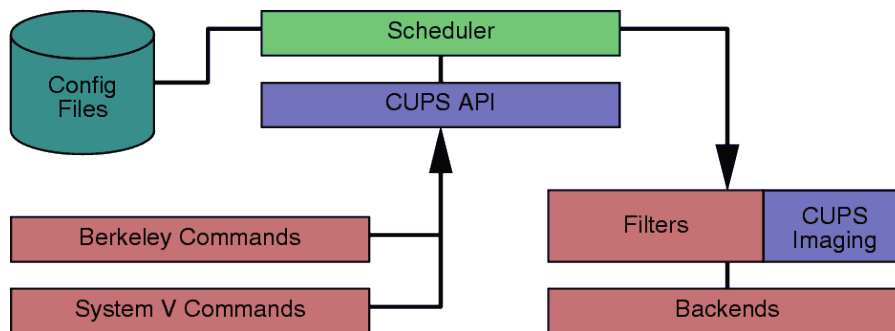 Scheduler
Config
Files
CUPS API
Berkeley Commands
Filters
CUPS
Imaging
System V Commands
Backends